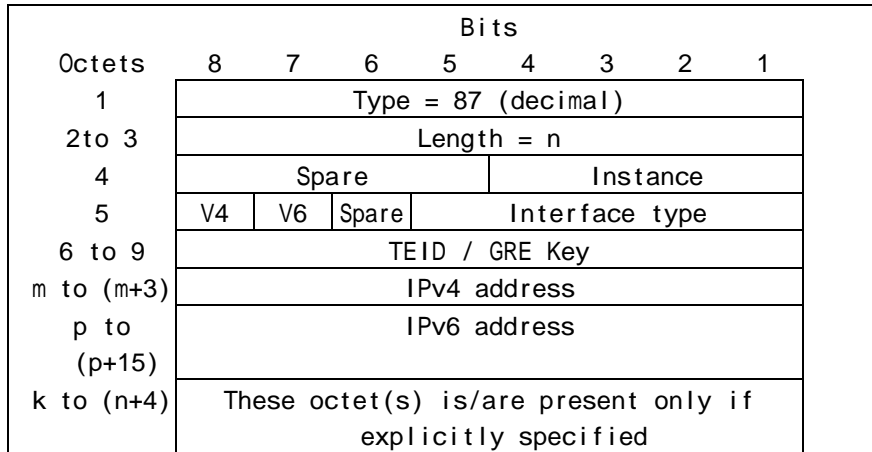 Bits
Octets 8 7 6 5 4 3 2 1
1 Type = 87 (decimal)
2to 3 Length = n
4 Spare Instance
5 V4 V6 Spare Interface type
6 to 9 TEID / GRE Key
m to (m+3) IPv4 address
p to IPv6 address
(p+15)
k to (n+4) These octet(s) is/are present only if
explicitly specified